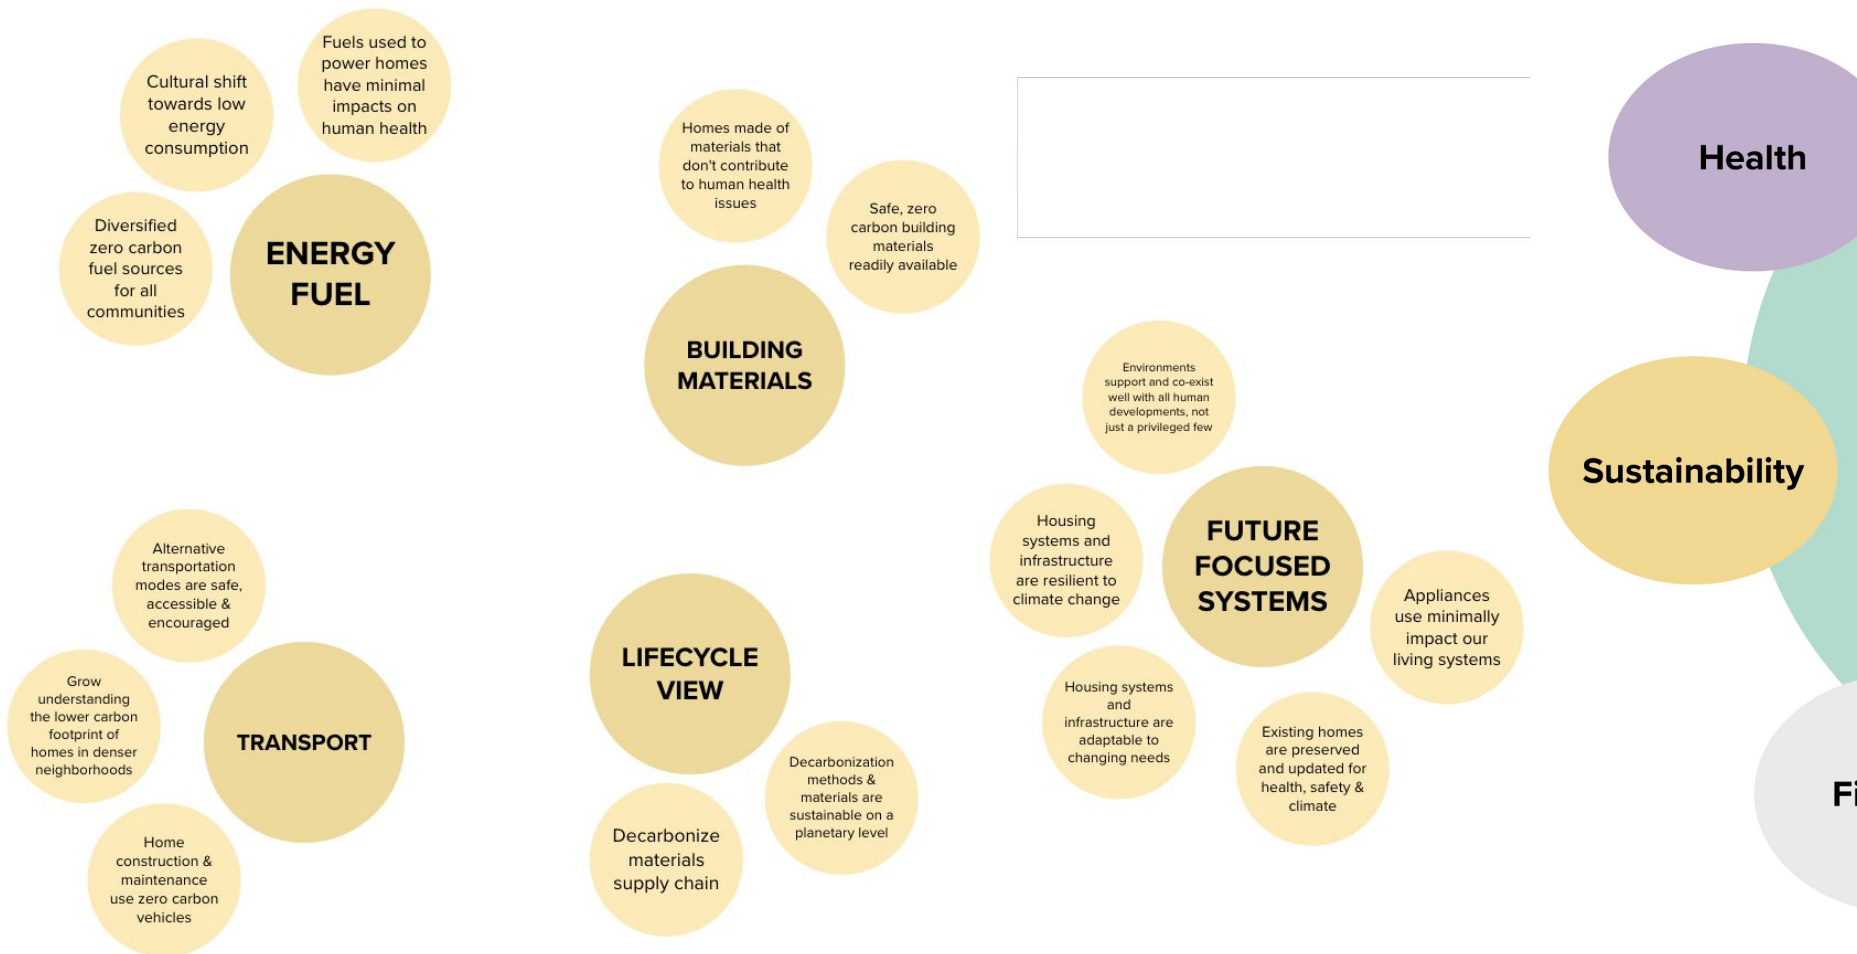 Fuels used to
power homes
have minimal
impacts on
human health
Cultural shift
towards low
energy
consumption
Diversified
zero carbon
fuel sources
for all
communities
ENERGY
FUEL
Homes made of
materials that
don't contribute
to human health
issues
Safe, zero
carbon building
materials
readily available
BUILDING
MATERIALS
Alternative
transportation
modes are safe,
accessible &
encouraged
Grow
understanding
the lower carbon
footprint of
homes in denser
neighborhoods
TRANSPORT
Home
construction &
maintenance
use zero carbon
vehicles
LIFECYCLE
VIEW
Decarbonization
methods &
materials are
sustainable on a
planetary level
Decarbonize
materials
supply chain
Environments
support and co-exist
well with all human
developments, not
just a privileged few
Housing
systems and
infrastructure
are resilient to
climate change
FUTURE
FOCUSED
SYSTEMS
Appliances
use minimally
impact our
living systems
Housing systems
and
infrastructure are
adaptable to
changing needs
Existing homes
are preserved
and updated for
health, safety &
climate
Health
Sustainability
Fi